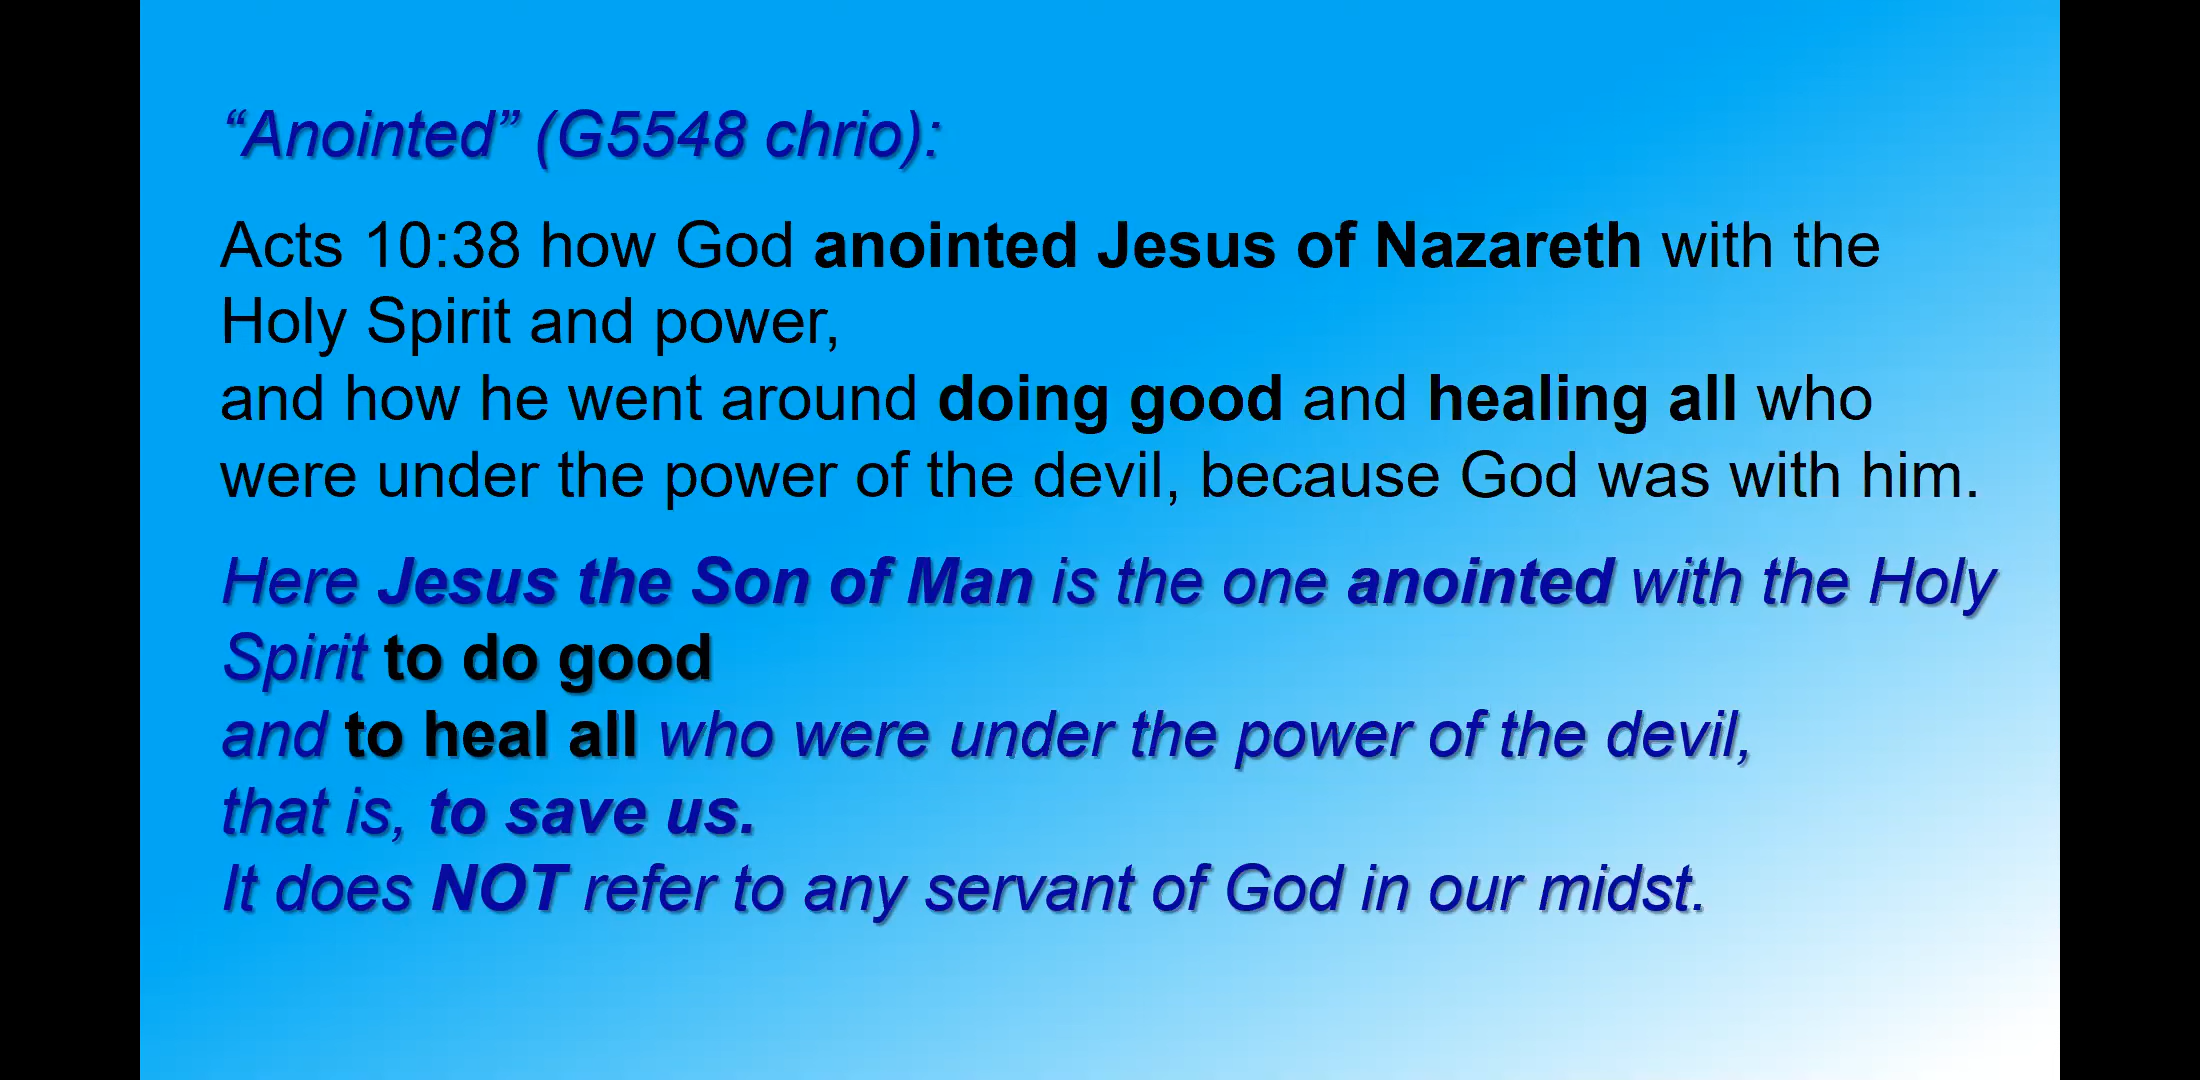 “Anointed” (G5548 chrio):
Acts 10:38 how God anointed Jesus of Nazareth with the
Holy Spirit and power,
and how he went around doing good and healing all who
were under the power of the devil, because God was with him.
Here Jesus the Son of Man is the one anointed with the Holy
Spirit to do good
and to heal all who were under the power of the devil,
that is, to save us.
It does NOT refer to any servant of God in our midst.